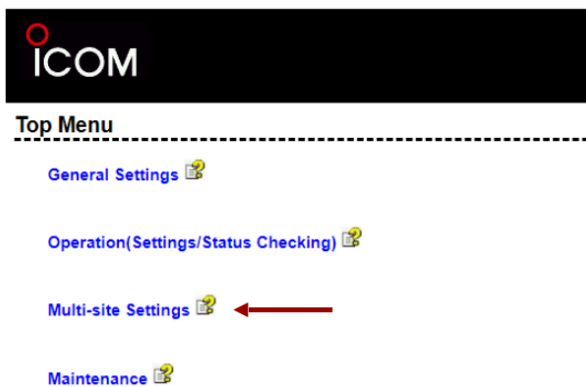 ICOM
Top Menu
General Settings
Operation(Settings/Status Checking)
Multi-site Settings
Maintenance